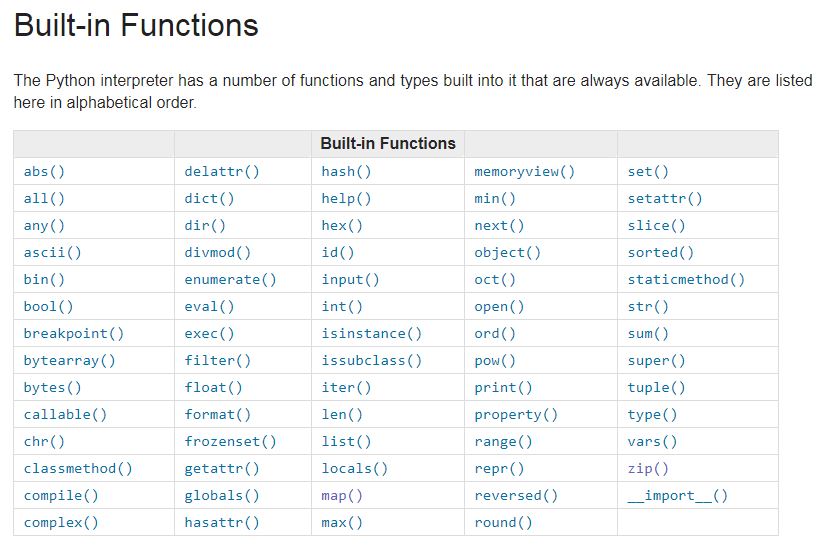 Built-in Functions
The Python interpreter has a number of functions and types built into it that are always available. They are listed
here in alphabetical order.
Built-in Functions
abs() delattr() hash() memoryview() set()
all() dict() help() min() setattr()
any() dir() hex() next() slice()
ascii() divmod() id() object() sorted()
bin() enumerate() input() oct() staticmethod()
bool() eval() int() open() str()
breakpoint() exec() isinstance() ord() sum()
bytearray() filter() issubclass() pow() super()
bytes() float() iter() print() tuple()
callable() format() len() property() type()
chr() frozenset() list() range() vars()
classmethod() getattr() locals() repr() zip()
compile() globals() map() reversed() __import__()
complex() hasattr() max() round()